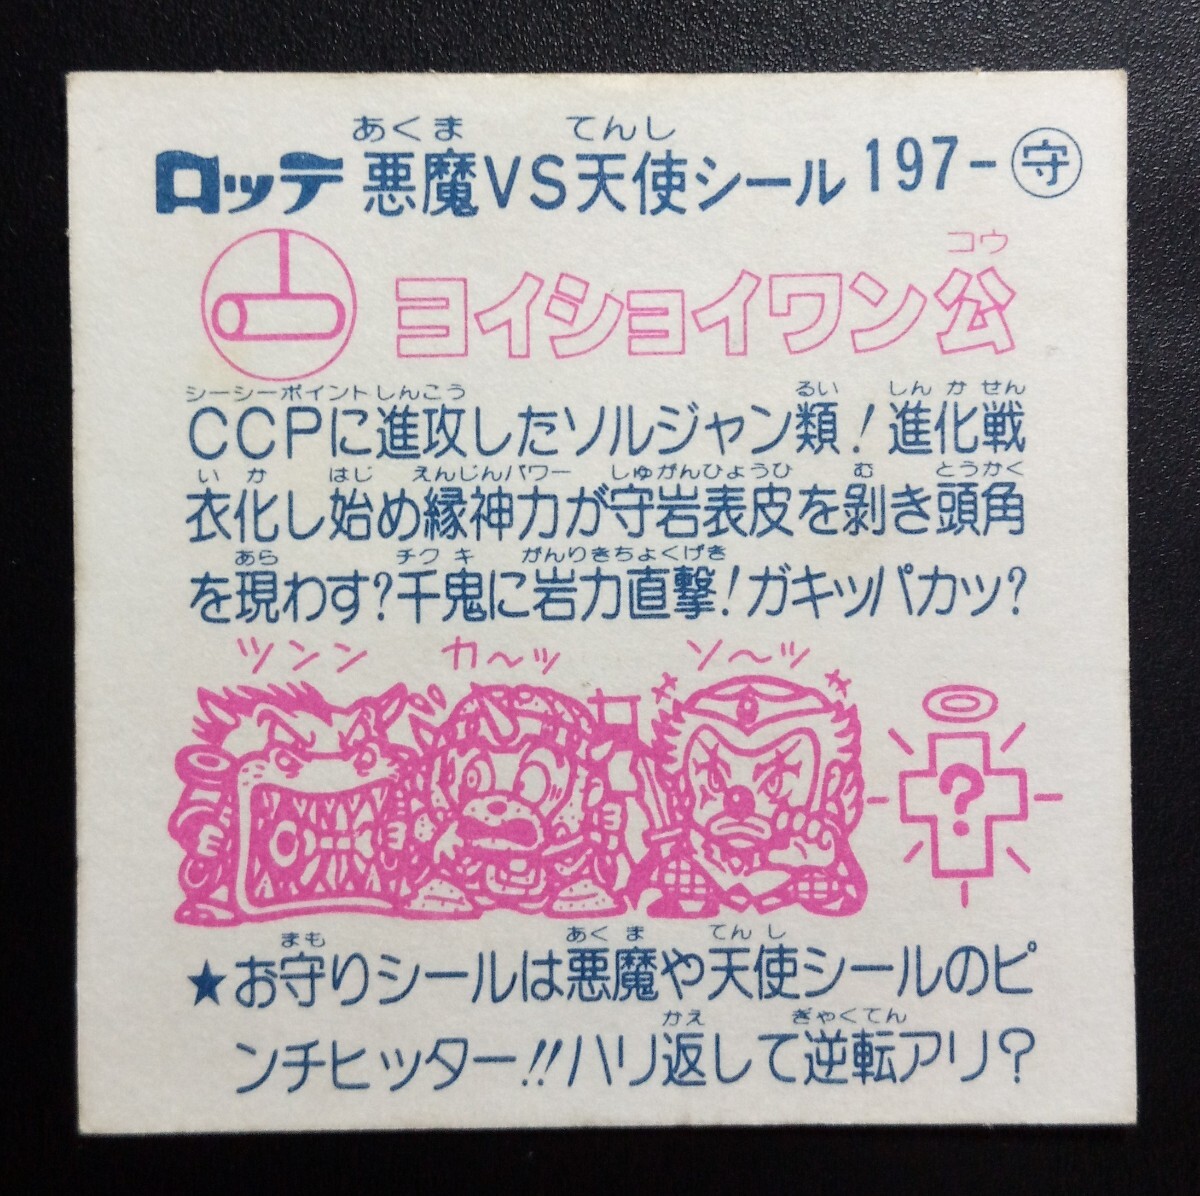 あくま てんし
ロッテ 悪魔VS天使シール 197-守
コウ
ヨイショイワン公
シーシーポイントしんこう るい しんかせん
CCPに進攻したソルジャン類!進化戦
いか はじ えんじんパワー しゅがんひょうひ む とうかく
衣化し始め縁神力が守岩表皮を剥き頭角
あら チワキ がんりきちょくげき
を現わす?千鬼に岩力直撃!ガキッパカッ?
ツンン カ〜ッ ソ〜ッ
?
まも あくま てんし
★お守りシールは悪魔や天使シールのピ
かえ ぎゃくてん
ンチヒッター!!ハリ返して逆転アリ?